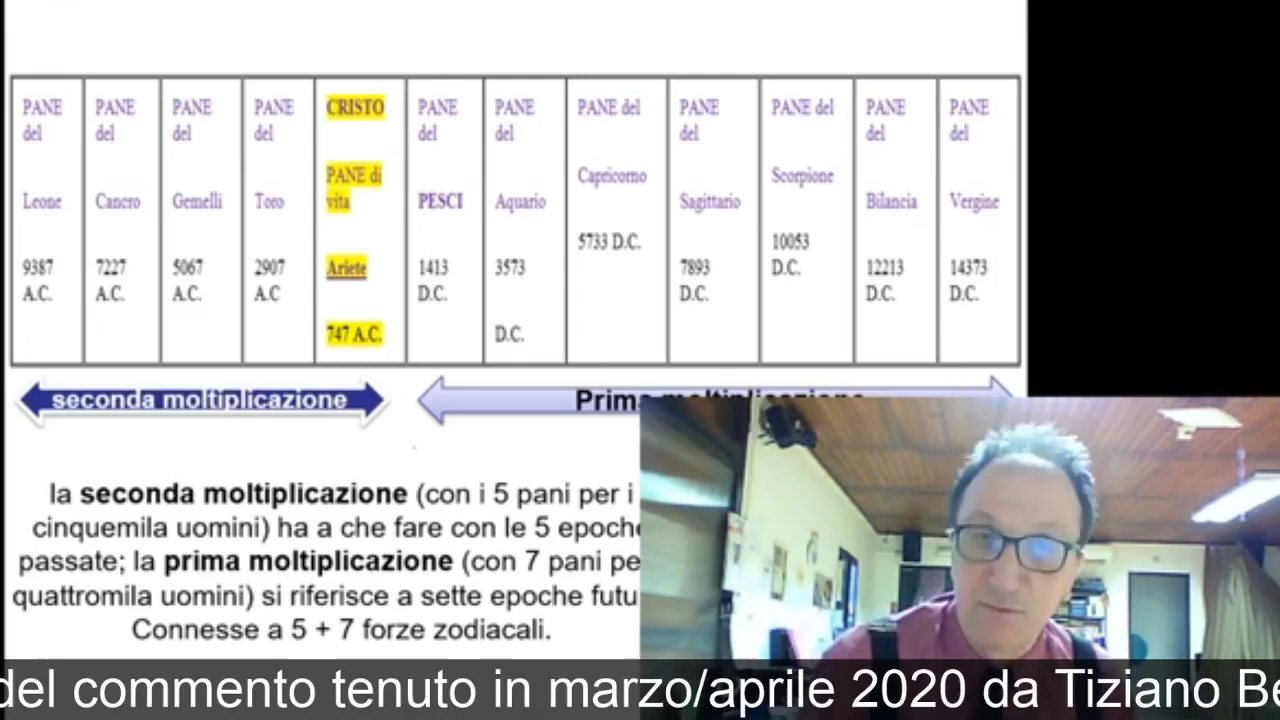 PANE del Leone 9387 A.C.
PANE del Cancro 7227 A.C.
PANE del Gemelli 5067 A.C.
PANE del Toro 2907 A.C
CRISTO PANE di vita Ariete 747 A.C.
PANE del PESCI 1413 D.C.
PANE del Aquario 3573 D.C.
PANE del Capricorno 5733 D.C.
PANE del Sagittario 7893 D.C.
PANE del Scorpione 10053 D.C.
PANE del Bilancia 12213 D.C.
PANE del Vergine 14373 D.C.
seconda moltiplicazione
Prima moltiplicazione
la seconda moltiplicazione (con i 5 pani per i
cinquemila uomini) ha a che fare con le 5 epoche
passate; la prima moltiplicazione (con 7 pani pe
quattromila uomini) si riferisce a sette epoche futu
Connesse a 5 + 7 forze zodiacali.
del commento tenuto in marzo/aprile 2020 da Tiziano Be